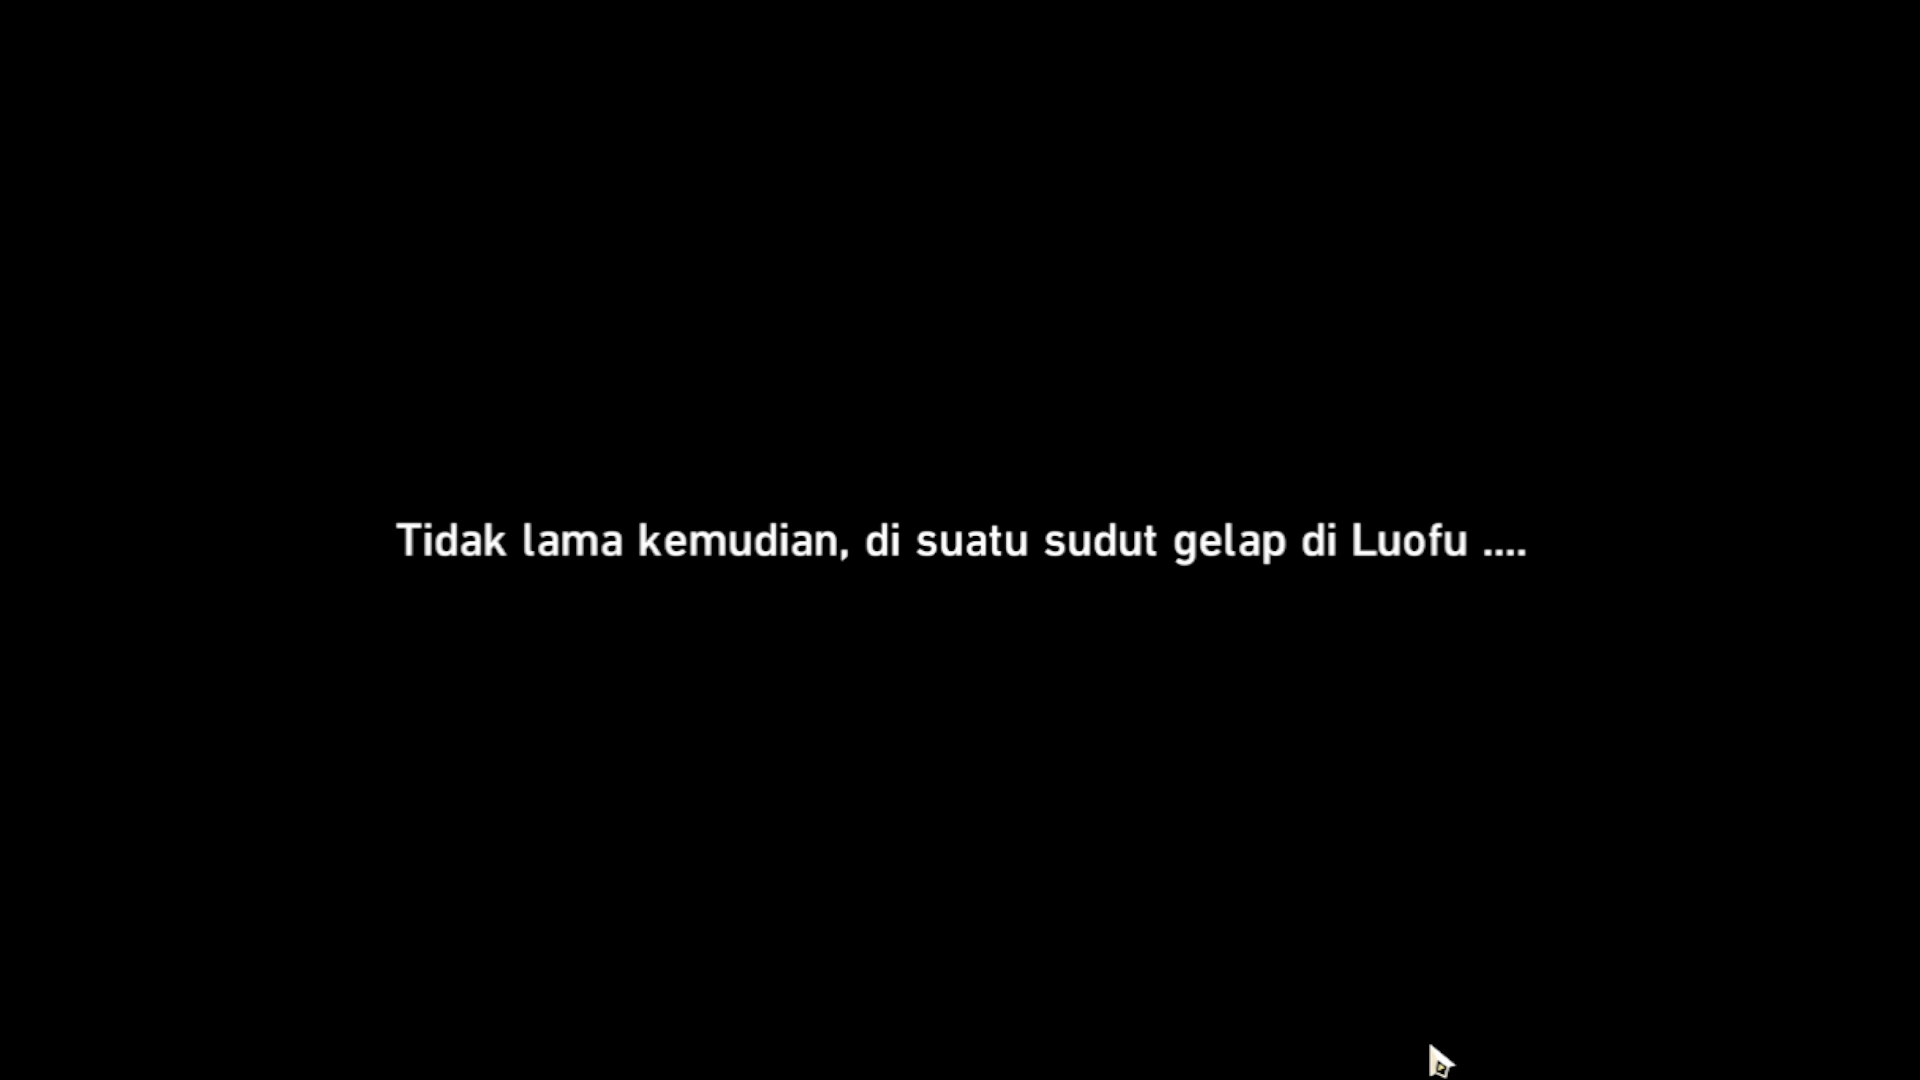 Tidak lama kemudian, di suatu sudut gelap di Luofu ....